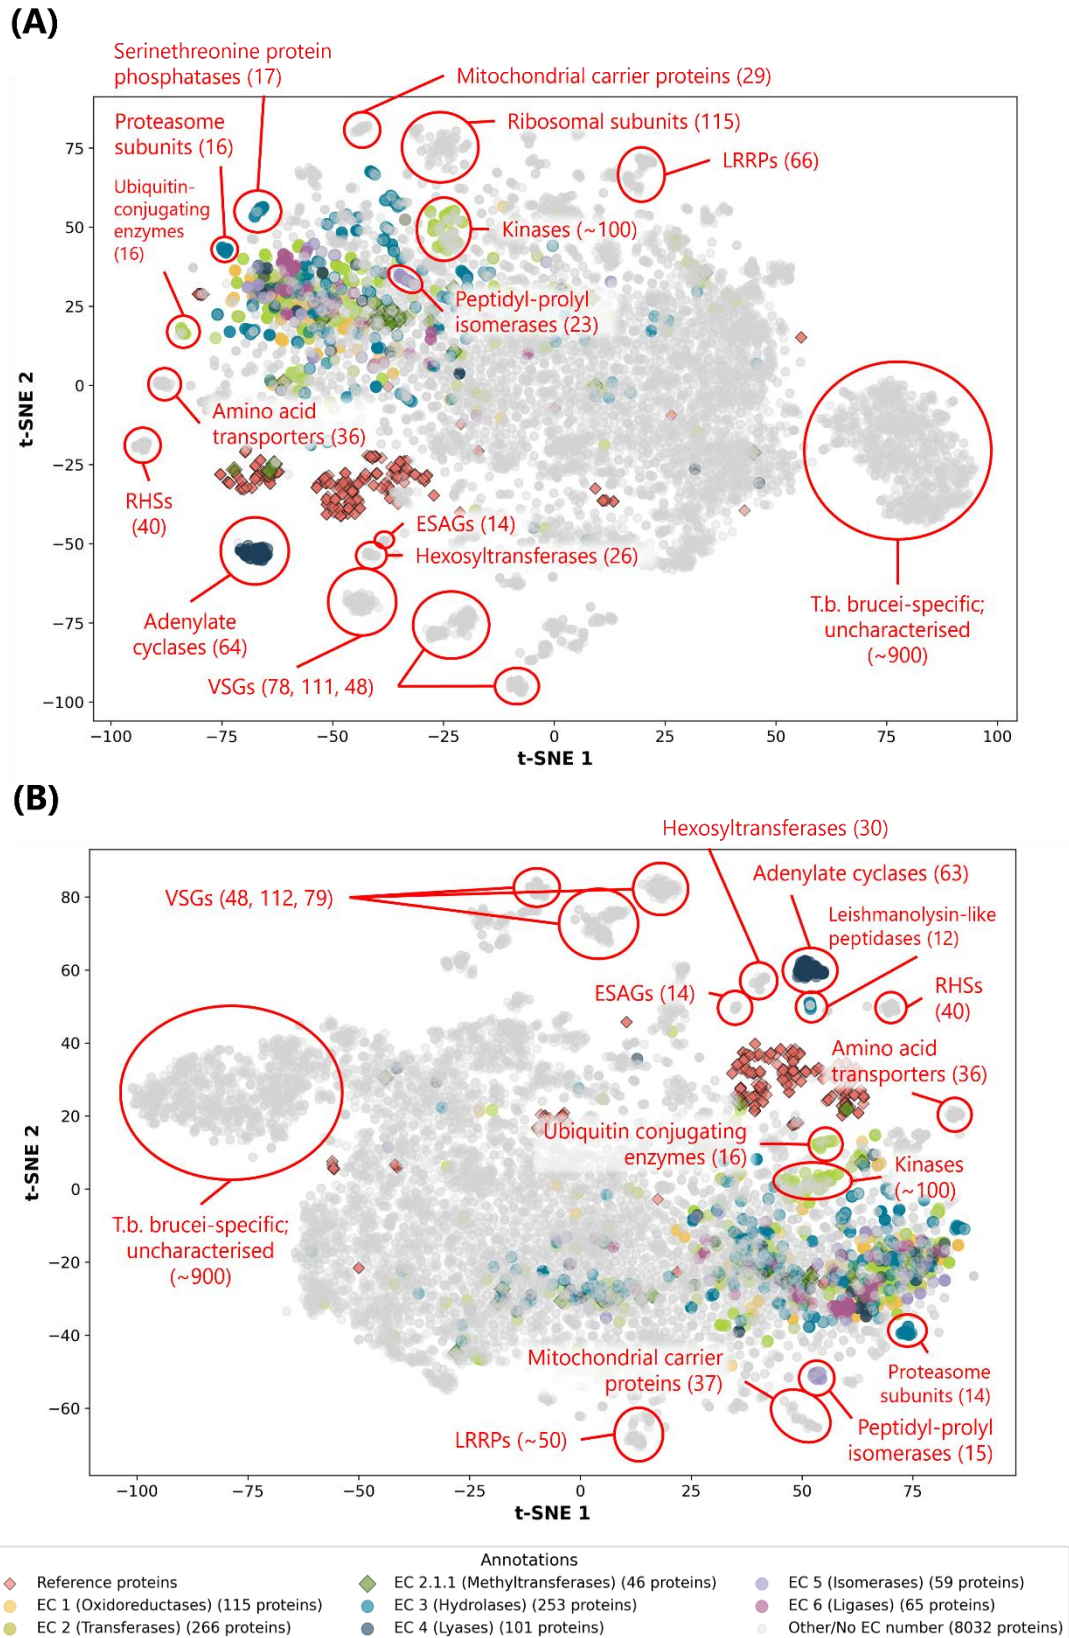 (A)
Serinethreonine protein
phosphatases (17)
Mitochondrial carrier proteins (29)
Proteasome
subunits (16)
Ribosomal subunits (115)
LRRPs (66)
Ubiquitin-
conjugating
enzymes
(16)
Kinases (~100)
Peptidyl-prolyl
isomerases (23)
Amino acid
transporters (36)
RHSs
(40)
ESAGs (14)
Hexosyltransferases (26)
Adenylate
cyclases (64)
VSGs (78, 111, 48)
T.b. brucei-specific;
uncharacterised
(~900)
75
50
25
0
−25
−50
−75
−100
t-SNE 2
−100 −75 −50 −25 0 25 50 75 100
t-SNE 1
(B)
Hexosyltransferases (30)
VSGs (48, 112, 79)
Adenylate cyclases (63)
Leishmanolysin-like
peptidases (12)
ESAGs (14)
RHSs
(40)
Amino acid
transporters (36)
Ubiquitin conjugating
enzymes (16)
Kinases
(~100)
T.b. brucei-specific;
uncharacterised
(~900)
Mitochondrial carrier
proteins (37)
Proteasome
subunits (14)
LRRPs (~50)
Peptidyl-prolyl
isomerases (15)
80
60
40
20
0
−20
−40
−60
t-SNE 2
−100 −75 −50 −25 0 25 50 75
t-SNE 1
Annotations
Reference proteins
EC 1 (Oxidoreductases) (115 proteins)
EC 2 (Transferases) (266 proteins)
EC 2.1.1 (Methyltransferases) (46 proteins)
EC 3 (Hydrolases) (253 proteins)
EC 4 (Lyases) (101 proteins)
EC 5 (Isomerases) (59 proteins)
EC 6 (Ligases) (65 proteins)
Other/No EC number (8032 proteins)